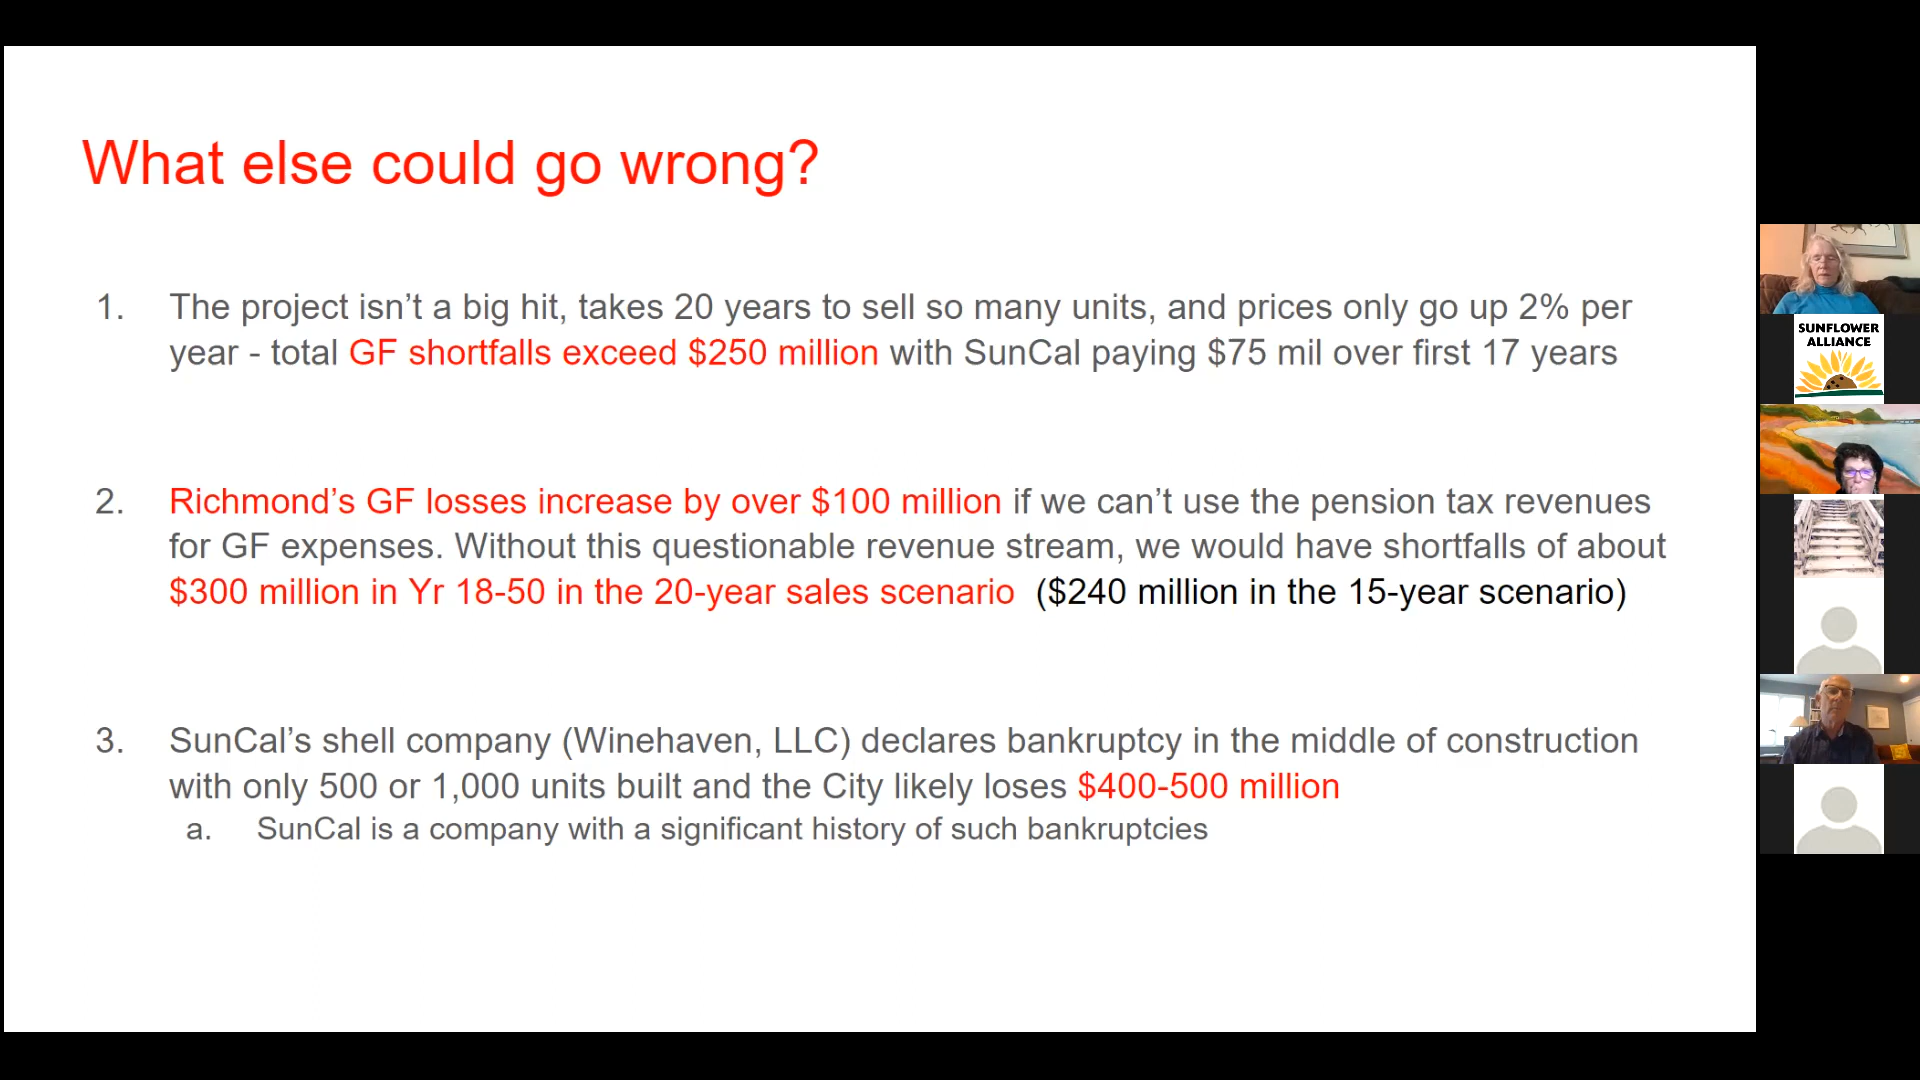 What else could go wrong?
1. The project isn't a big hit, takes 20 years to sell so many units, and prices only go up 2% per
year - total GF shortfalls exceed $250 million with SunCal paying $75 mil over first 17 years
2. Richmond's GF losses increase by over $100 million if we can't use the pension tax revenues
for GF expenses. Without this questionable revenue stream, we would have shortfalls of about
$300 million in Yr 18-50 in the 20-year sales scenario ($240 million in the 15-year scenario)
3. SunCal's shell company (Winehaven, LLC) declares bankruptcy in the middle of construction
with only 500 or 1,000 units built and the City likely loses $400-500 million
a. SunCal is a company with a significant history of such bankruptcies
SUNFLOWER
ALLIANCE